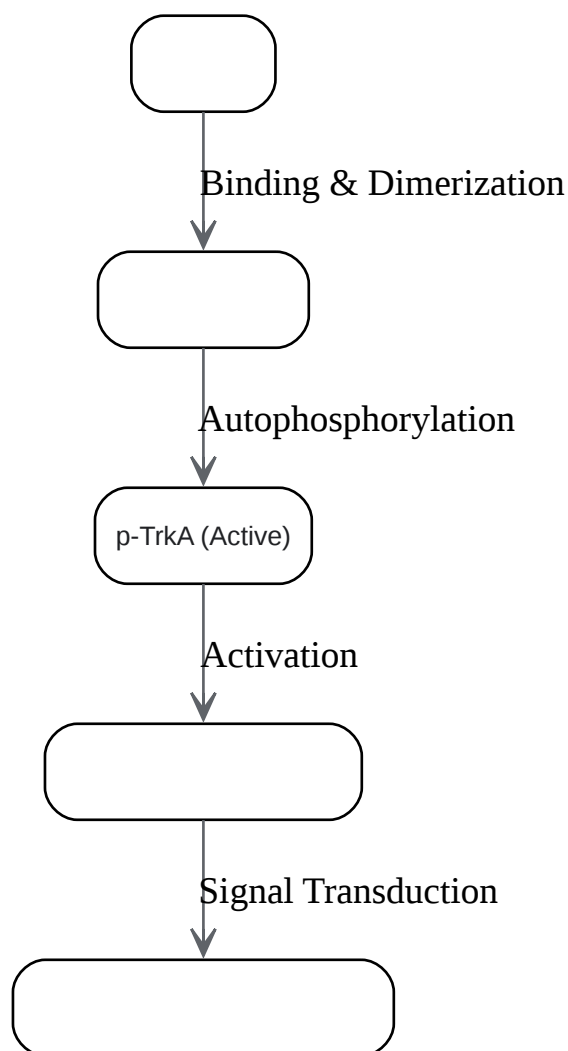 Binding & Dimerization
Autophosphorylation
p-TrkA (Active)
Activation
Signal Transduction